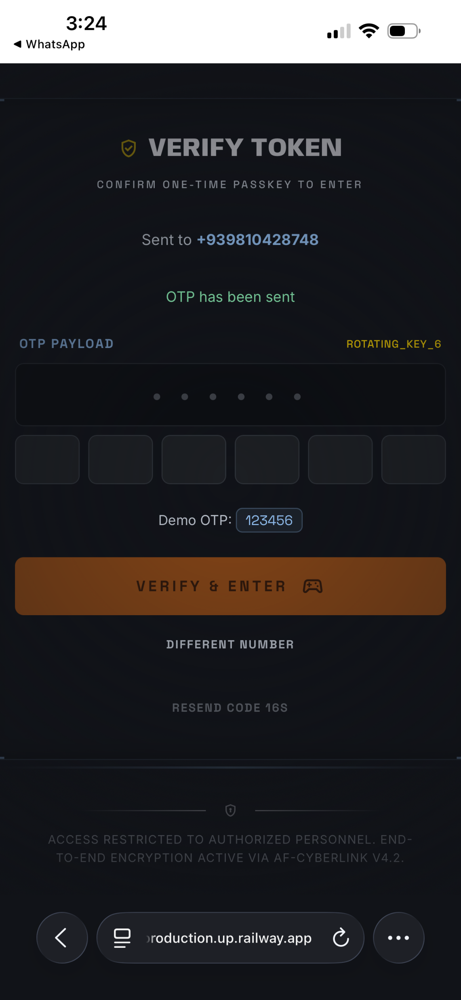 3:24
◀ WhatsApp
VERIFY TOKEN
CONFIRM ONE-TIME PASSKEY TO ENTER
Sent to +939810428748
OTP has been sent
OTP PAYLOAD
ROTATING_KEY_6
Demo OTP: 123456
VERIFY & ENTER
DIFFERENT NUMBER
RESEND CODE 16S
ACCESS RESTRICTED TO AUTHORIZED PERSONNEL. END-
TO-END ENCRYPTION ACTIVE VIA AF-CYBERLINK V4.2.
roduction.up.railway.app